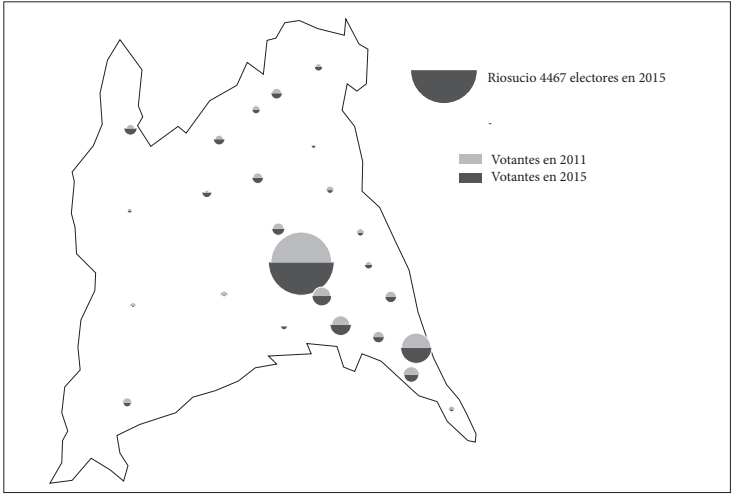 Riosucio 4467 electores en 2015
-
Votantes en 2011
Votantes en 2015